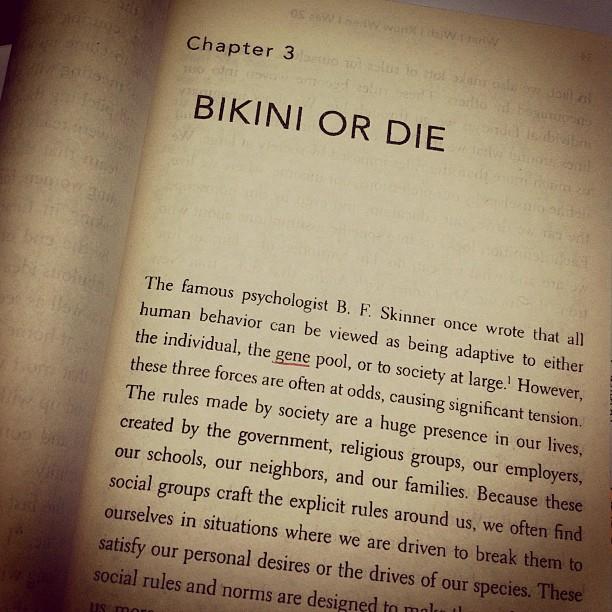 Chapter 3
BIKINI OR DIE
The famous psychologist B. F. Skinner once wrote that all
human behavior can be viewed as being adaptive to either
the individual, the gene pool, or to society at large.¹ However,
these three forces are often at odds, causing significant tension.
The rules made by society are a huge presence in our lives,
created by the government, religious groups, our employers,
our schools, our neighbors, and our families. Because these
social groups craft the explicit rules around us, we often find
ourselves in situations where we are driven to break them to
satisfy our personal desires or the drives of our species. These
social rules and norms are designed to
us